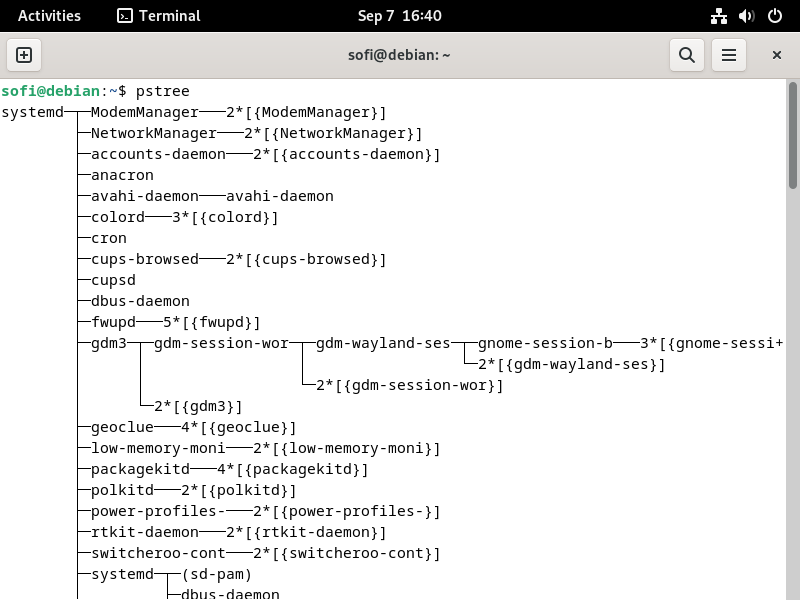 Activities Terminal Sep 7 16:40
sofi@debian: ~
sofi@debian:~$ pstree
systemd─┬─ModemManager───2*[{ModemManager}]
        ├─NetworkManager───2*[{NetworkManager}]
        ├─accounts-daemon───2*[{accounts-daemon}]
        ├─anacron
        ├─avahi-daemon───avahi-daemon
        ├─colord───3*[{colord}]
        ├─cron
        ├─cups-browsed───2*[{cups-browsed}]
        ├─cupsd
        ├─dbus-daemon
        ├─fwupd───5*[{fwupd}]
        ├─gdm3─┬─gdm-session-wor─┬─gdm-wayland-ses─┬─gnome-session-b───3*[{gnome-sessi+
        │      │                 │                 └─2*[{gdm-wayland-ses}]
        │      │                 └─2*[{gdm-session-wor}]
        │      └─2*[{gdm3}]
        ├─geoclue───4*[{geoclue}]
        ├─low-memory-moni───2*[{low-memory-moni}]
        ├─packagekitd───4*[{packagekitd}]
        ├─polkitd───2*[{polkitd}]
        ├─power-profiles-───2*[{power-profiles-}]
        ├─rtkit-daemon───2*[{rtkit-daemon}]
        ├─switcheroo-cont───2*[{switcheroo-cont}]
        ├─systemd─┬─(sd-pam)
        │         ├─dbus-daemon